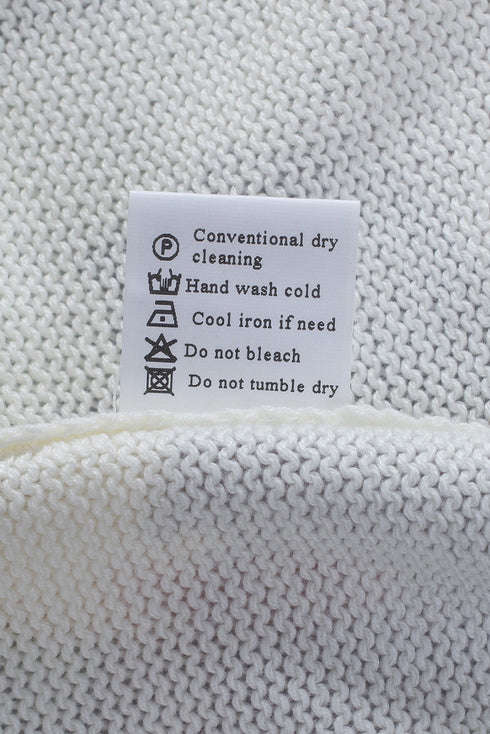 P Conventional dry
cleaning
Hand wash cold
Cool iron if need
Do not bleach
Do not tumble dry